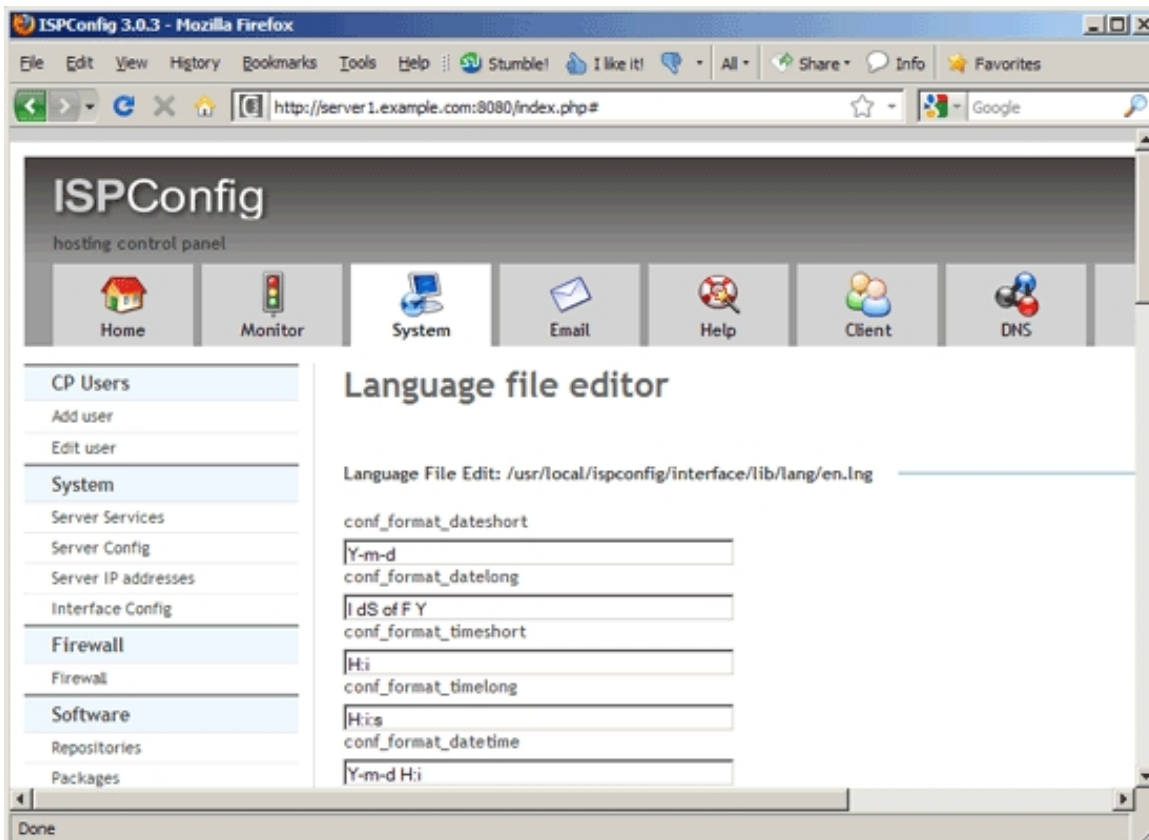 ISPConfig 3.0.3 - Mozilla Firefox
File Edit View History Bookmarks Tools Help Stumble! I like it! All Share Info Favorites
http://server1.example.com:8080/index.php# Google
ISPConfig
hosting control panel
Home Monitor System Email Help Client DNS
CP Users
Add user
Edit user
System
Server Services
Server Config
Server IP addresses
Interface Config
Firewall
Firewall
Software
Repositories
Packages
Language file editor
Language File Edit: /usr/local/ispconfig/interface/lib/lang/en.lng
conf_format_dateshort
Y-m-d
conf_format_datelong
l dS of F Y
conf_format_timeshort
H:i
conf_format_timelong
H:i:s
conf_format_datetime
Y-m-d H:i
Done